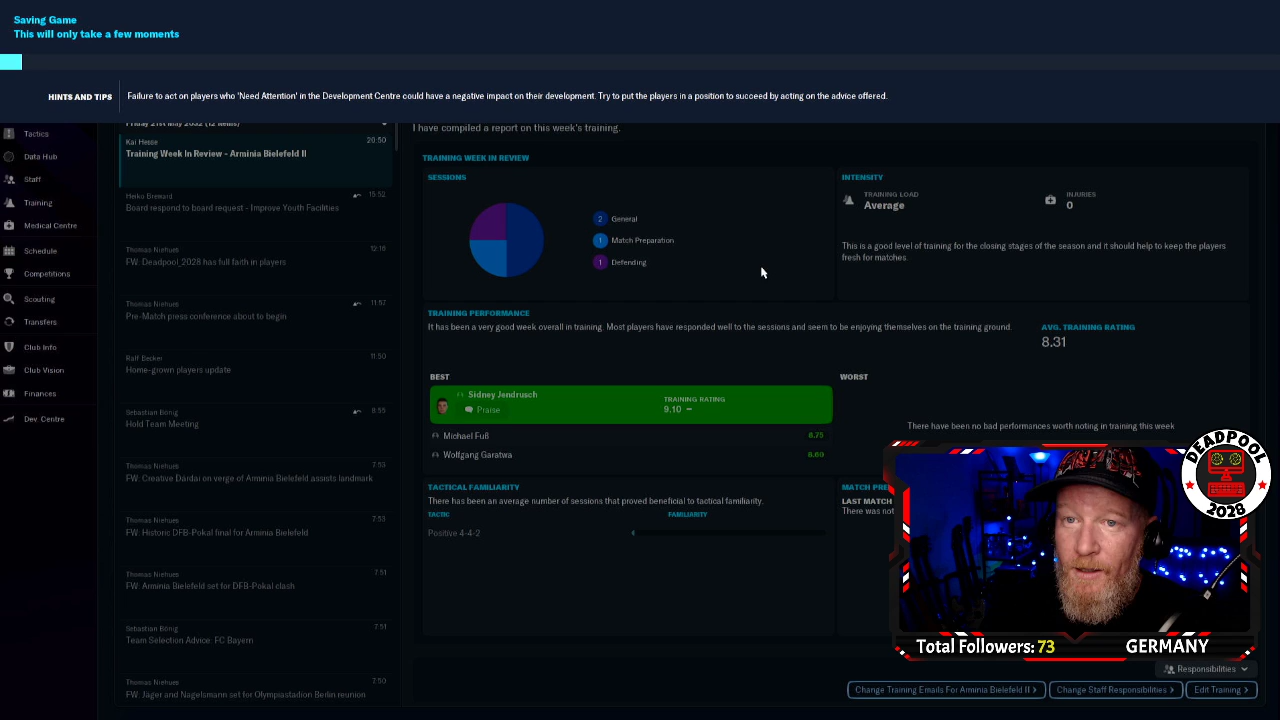 Saving Game
This will only take a few moments
HINTS AND TIPS
Failure to act on players who 'Need Attention' in the Development Centre could have a negative impact on their development. Try to put the players in a position to succeed by acting on the advice offered.
Tactics
Data Hub
Staff
Training
Medical Centre
Schedule
Competitions
Scouting
Transfers
Club Info
Club Vision
Finances
Dev. Centre
20:50
Training Week In Review - Arminia Bielefeld II
15:52
Board respond to board request - Improve Youth Facilities
Thomas Niehues
12:16
FW: Deadpool_2028 has full faith in players
Thomas Niehues
11:57
Pre-Match press conference about to begin
Ralf Becker
11:50
Home-grown players update
Sebastian Bönig
8:55
Hold Team Meeting
Thomas Niehues
7:53
FW: Creative Dárdai on verge of Arminia Bielefeld assists landmark
Thomas Niehues
7:53
FW: Historic DFB-Pokal final for Arminia Bielefeld
Thomas Niehues
7:51
FW: Arminia Bielefeld set for DFB-Pokal clash
Sebastian Bönig
7:51
Team Selection Advice: FC Bayern
Thomas Niehues
7:50
FW: Jäger and Nagelsmann set for Olympiastadion Berlin reunion
I have compiled a report on this week's training.
TRAINING WEEK IN REVIEW
SESSIONS
2 General
1 Match Preparation
1 Defending
INTENSITY
TRAINING LOAD
Average
INJURIES
0
This is a good level of training for the closing stages of the season and it should help to keep the players
fresh for matches.
TRAINING PERFORMANCE
It has been a very good week overall in training. Most players have responded well to the sessions and seem to be enjoying themselves on the training ground.
AVG. TRAINING RATING
8.31
BEST
Sidney Jendrusch
Praise
TRAINING RATING
9.10 -
Michael Fuß 8.75
Wolfgang Garatwa 8.60
WORST
There have been no bad performances worth noting in training this week
TACTICAL FAMILIARITY
There has been an average number of sessions that proved beneficial to tactical familiarity.
TACTIC
FAMILIARITY
Positive 4-4-2
MATCH PRE
LAST MATCH
There was not
DEADPOOL
2028
Total Followers: 73
GERMANY
Responsibilities
Change Training Emails For Arminia Bielefeld II
Change Staff Responsibilities
Edit Training